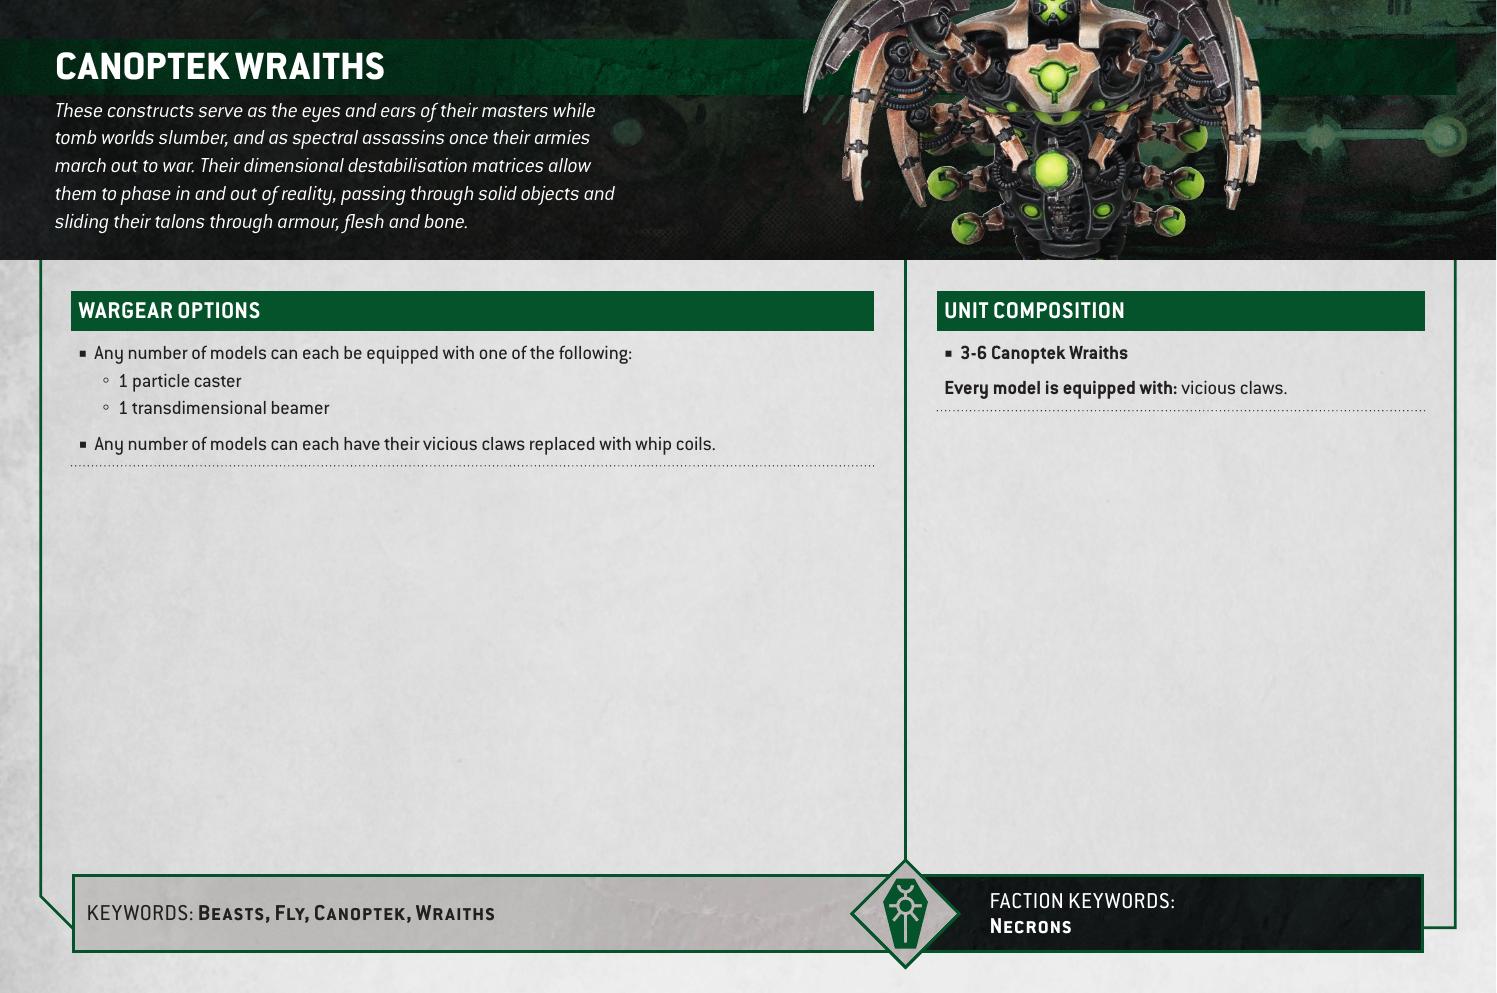 CANOPTEK WRAITHS
These constructs serve as the eyes and ears of their masters while
tomb worlds slumber, and as spectral assassins once their armies
march out to war. Their dimensional destabilisation matrices allow
them to phase in and out of reality, passing through solid objects and
sliding their talons through armour, flesh and bone.
WARGEAR OPTIONS
■ Any number of models can each be equipped with one of the following:
◦ 1 particle caster
◦ 1 transdimensional beamer
■ Any number of models can each have their vicious claws replaced with whip coils.
UNIT COMPOSITION
■ 3-6 Canoptek Wraiths
Every model is equipped with: vicious claws.
KEYWORDS: Beasts, Fly, Canoptek, Wraiths
FACTION KEYWORDS:
Necrons